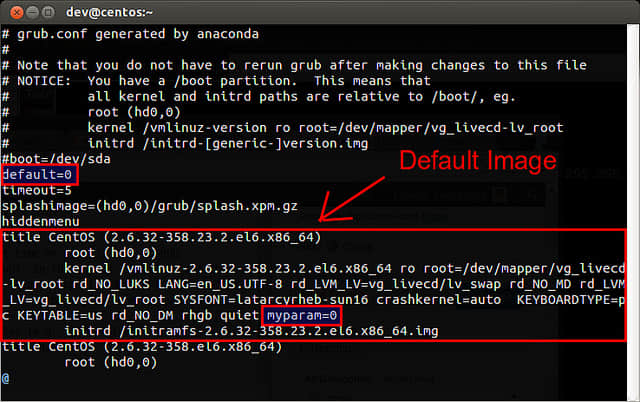 dev@centos:~
# grub.conf generated by anaconda
#
# Note that you do not have to rerun grub after making changes to this file
# NOTICE:  You have a /boot partition.  This means that
#          all kernel and initrd paths are relative to /boot/, eg.
#          root (hd0,0)
#          kernel /vmlinuz-version ro root=/dev/mapper/vg_livecd-lv_root
#          initrd /initrd-[generic-]version.img
#boot=/dev/sda
Default Image
default=0
timeout=5
splashimage=(hd0,0)/grub/splash.xpm.gz
hiddenmenu
title CentOS (2.6.32-358.23.2.el6.x86_64)
        root (hd0,0)
        kernel /vmlinuz-2.6.32-358.23.2.el6.x86_64 ro root=/dev/mapper/vg_livecd
-lv_root rd_NO_LUKS LANG=en_US.UTF-8 rd_LVM_LV=vg_livecd/lv_swap rd_NO_MD rd_LVM
_LV=vg_livecd/lv_root SYSFONT=latarcyrheb-sun16 crashkernel=auto  KEYBOARDTYPE=p
c KEYTABLE=us rd_NO_DM rhgb quiet myparam=0
        initrd /initramfs-2.6.32-358.23.2.el6.x86_64.img
title CentOS (2.6.32-358.el6.x86_64)
        root (hd0,0)
@